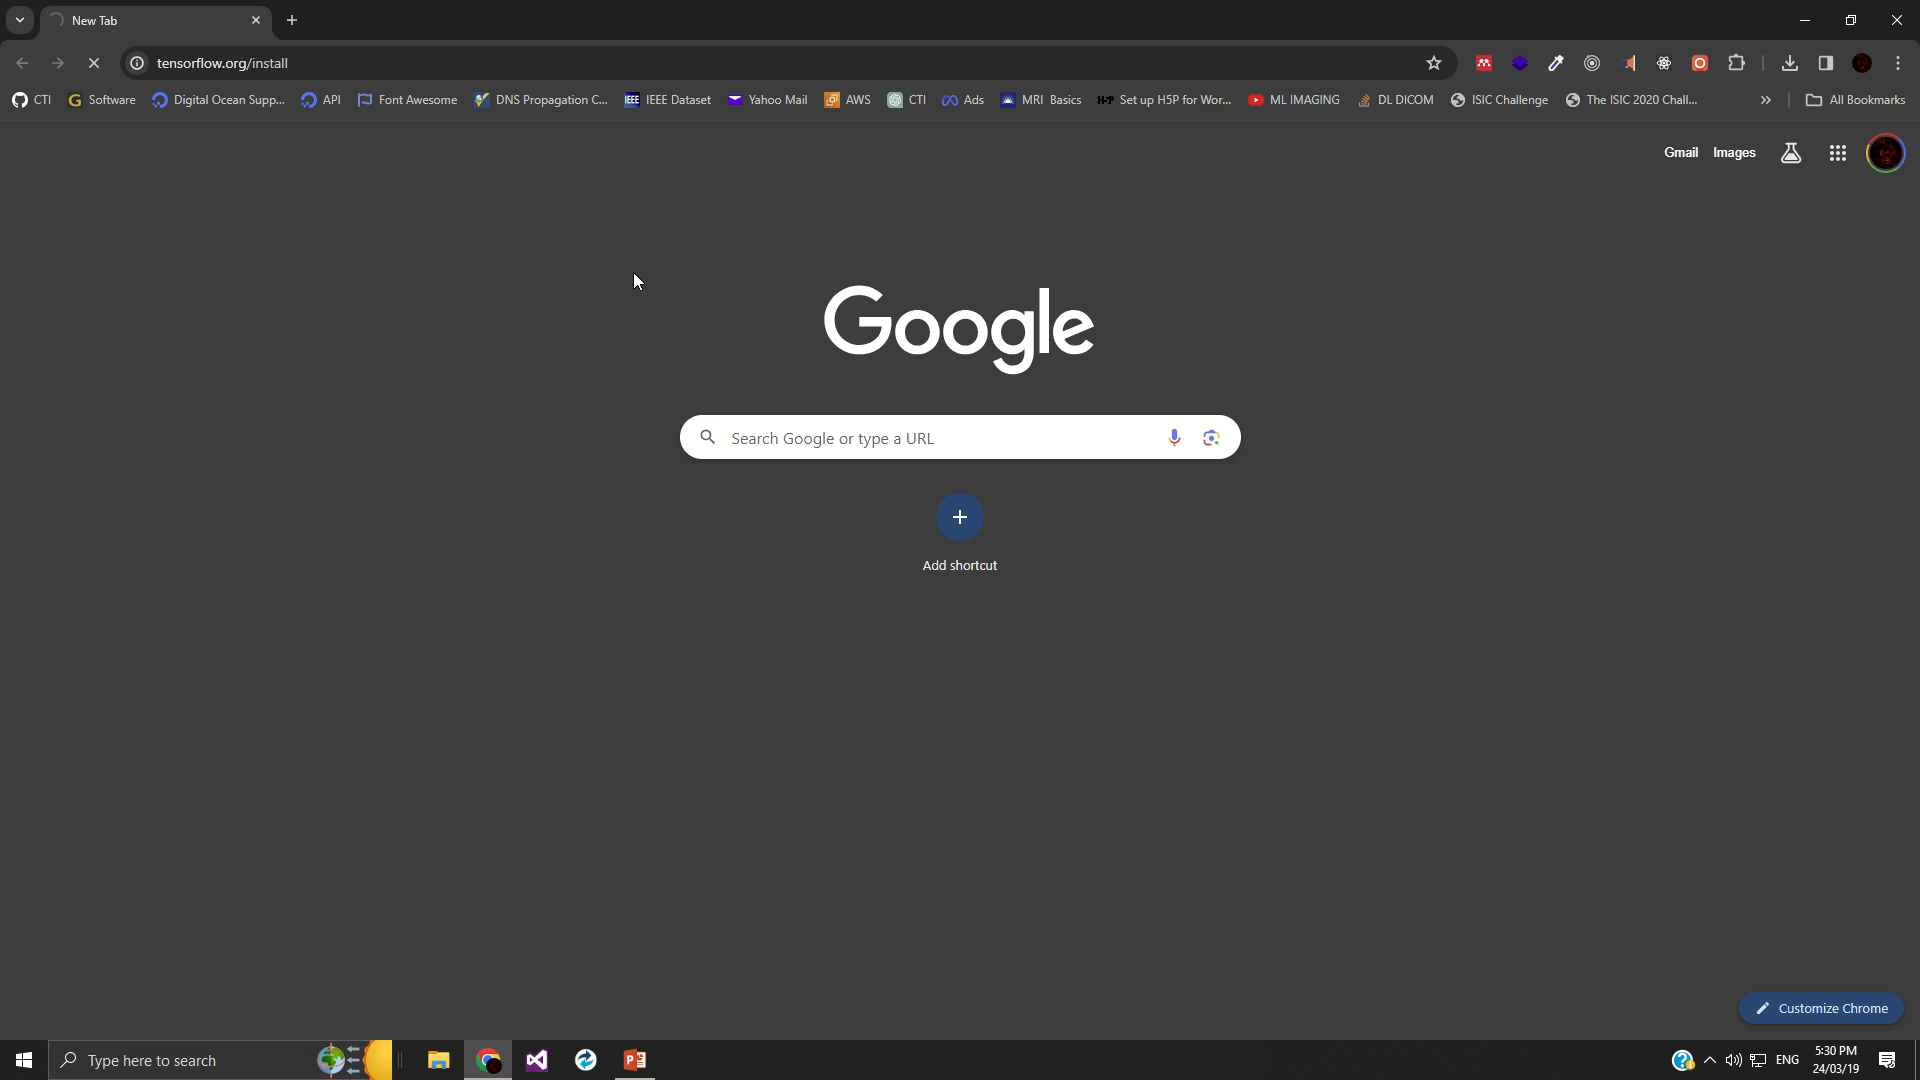 New Tab
tensorflow.org/install
CTI Software Digital Ocean Supp... API Font Awesome DNS Propagation C... IEEE IEEE Dataset Yahoo Mail AWS CTI Ads MRI Basics H-P Set up H5P for Wor... ML IMAGING DL DICOM ISIC Challenge The ISIC 2020 Chall... » All Bookmarks
Gmail Images
Google
Search Google or type a URL
Add shortcut
Customize Chrome
Type here to search
ENG
5:30 PM
24/03/19